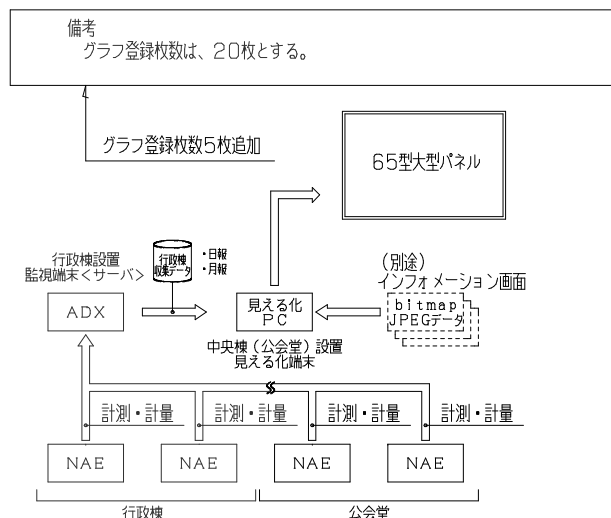 備考
グラフ登録枚数は、20枚とする。
グラフ登録枚数5枚追加
65型大型パネル
行政棟設置
監視端末<サーバ>
行政棟
収集データ
・日報
・月報
(別途)
インフォメーション画面
ADX
見える化
PC
bitmap
JPEGデータ
中央棟(公会堂)設置
見える化端末
計測・計量
計測・計量
計測・計量
計測・計量
NAE
NAE
NAE
NAE
行政棟
公会堂